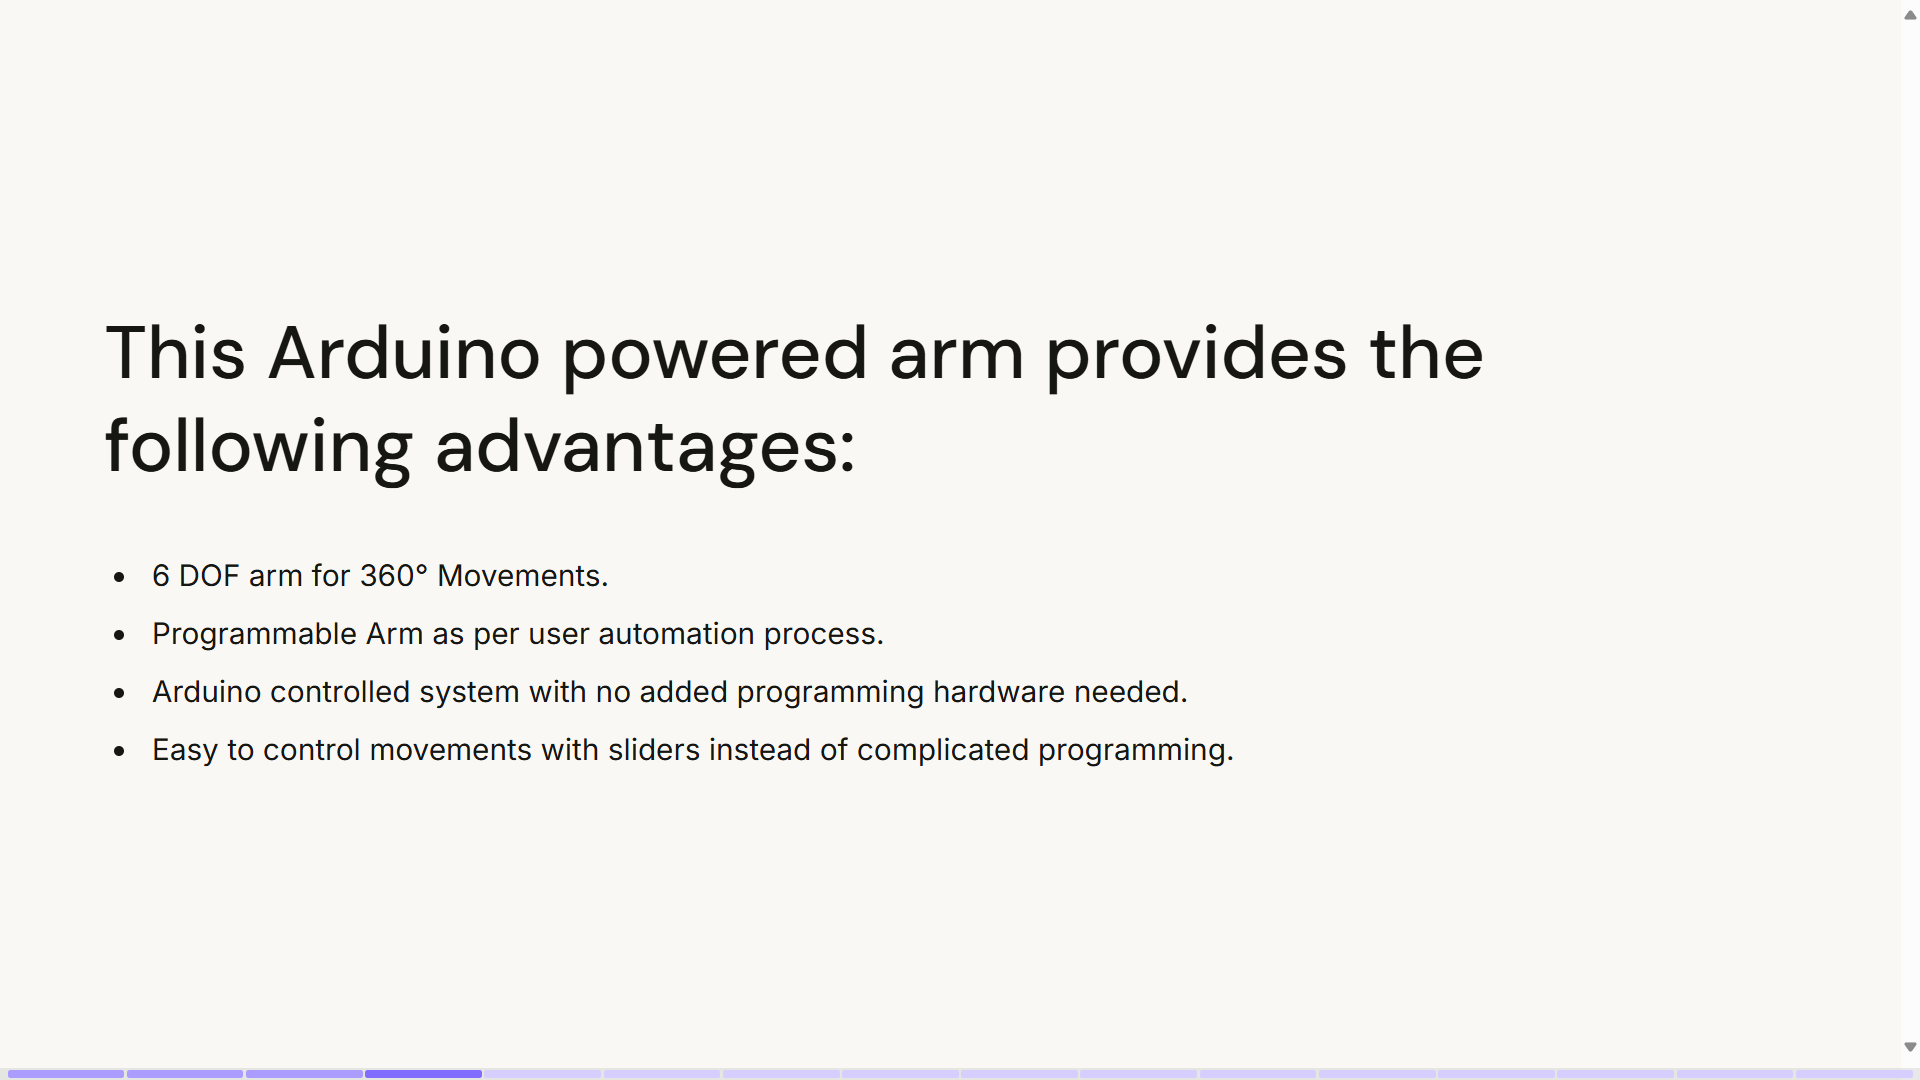 This Arduino powered arm provides the
following advantages:
• 6 DOF arm for 360° Movements.
• Programmable Arm as per user automation process.
• Arduino controlled system with no added programming hardware needed.
• Easy to control movements with sliders instead of complicated programming.